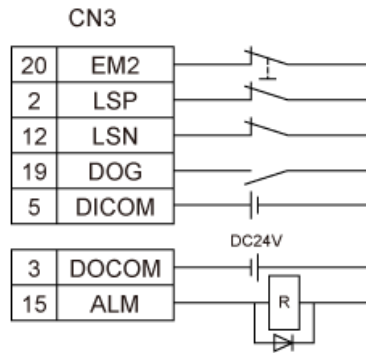 CN3
20 EM2
2 LSP
12 LSN
19 DOG
5 DICOM
DC24V
3 DOCOM
15 ALM
R